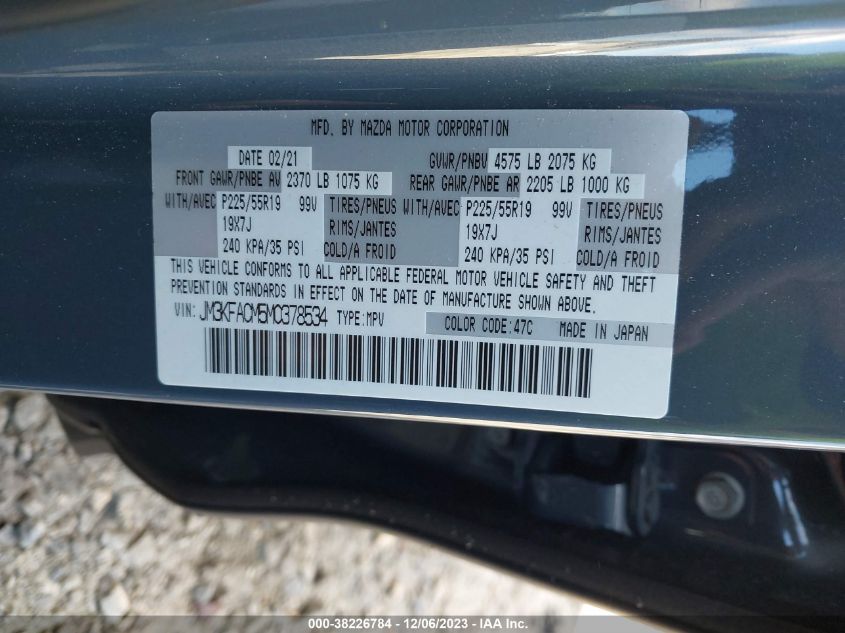 MFD. BY MAZDA MOTOR CORPORATION
DATE 02/21 GVWR/PNBV 4575 LB 2075 KG
FRONT GAWR/PNBE AV 2370 LB 1075 KG REAR GAWR/PNBE AR 2205 LB 1000 KG
WITH/AVEC P225/55R19 99V TIRES/PNEUS WITH/AVEC P225/55R19 99V TIRES/PNEUS
19X7J RIMS/JANTES 19X7J RIMS/JANTES
240 KPA/35 PSI COLD/A FROID 240 KPA/35 PSI COLD/A FROID
THIS VEHICLE CONFORMS TO ALL APPLICABLE FEDERAL MOTOR VEHICLE SAFETY AND THEFT
PREVENTION STANDARDS IN EFFECT ON THE DATE OF MANUFACTURE SHOWN ABOVE.
VIN: JM3KFACM5M0378534 TYPE:MPV COLOR CODE:47C MADE IN JAPAN
000-38226784 - 12/06/2023 - IAA Inc.